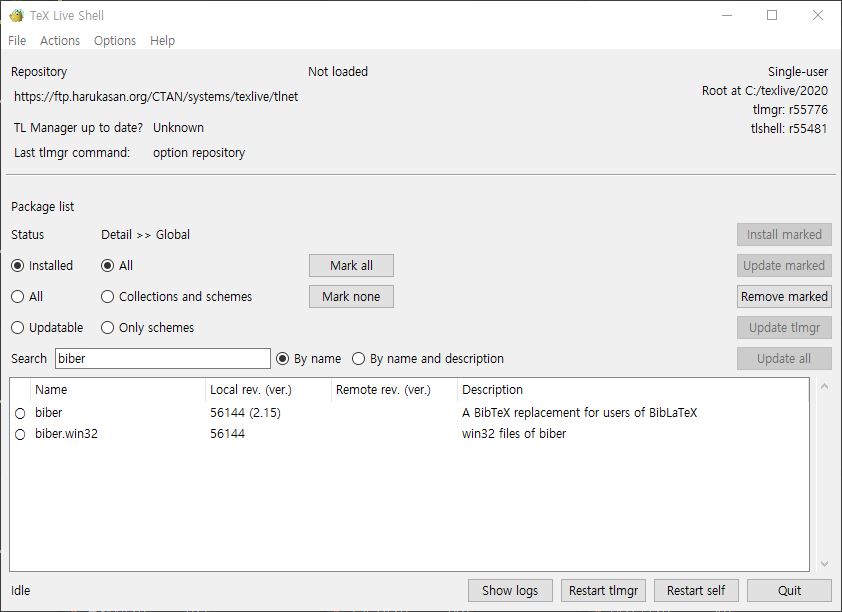 TeX Live Shell
File Actions Options Help
Repository Not loaded Single-user
https://ftp.harukasan.org/CTAN/systems/texlive/tlnet Root at C:/texlive/2020
tlmgr: r55776
TL Manager up to date? Unknown tlshell: r55481
Last tlmgr command: option repository
Package list
Status Detail >> Global Install marked
Installed All Mark all Update marked
All Collections and schemes Mark none Remove marked
Updatable Only schemes Update tlmgr
Search biber By name By name and description Update all
Name Local rev. (ver.) Remote rev. (ver.) Description
biber 56144 (2.15) A BibTeX replacement for users of BibLaTeX
biber.win32 56144 win32 files of biber
Idle Show logs Restart tlmgr Restart self Quit